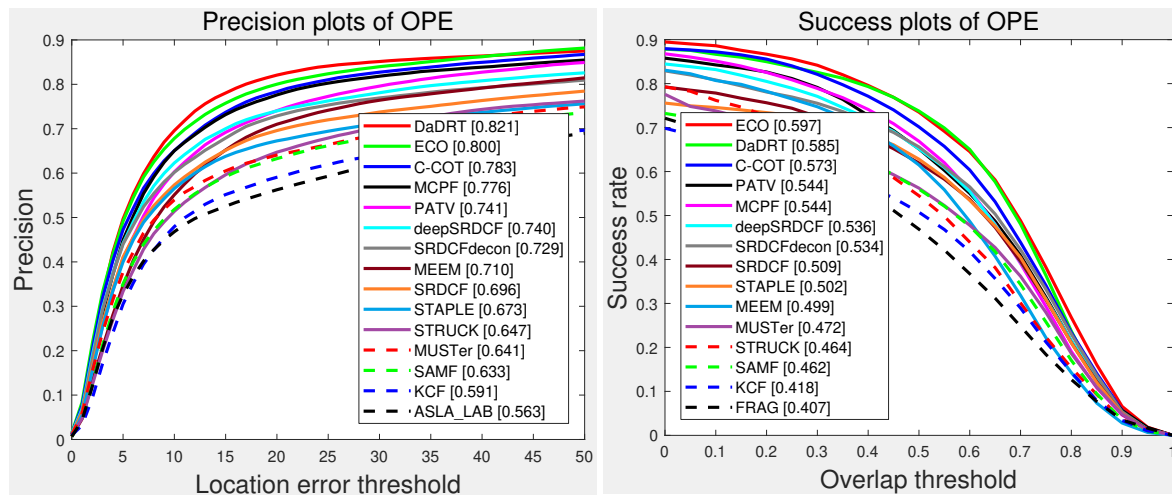 Precision plots of OPE
0.9
0.8
0.7
0.6
0.5
0.4
0.3
0.2
0.1
0
Precision
DaDRT [0.821]
ECO [0.800]
C-COT [0.783]
MCPF [0.776]
PATV [0.741]
deepSRDCF [0.740]
SRDCFdecon [0.729]
MEEM [0.710]
SRDCF [0.696]
STAPLE [0.673]
STRUCK [0.647]
MUSTer [0.641]
SAMF [0.633]
KCF [0.591]
ASLA_LAB [0.563]
0 5 10 15 20 25 30 35 40 45 50
Location error threshold
Success plots of OPE
0.9
0.8
0.7
0.6
0.5
0.4
0.3
0.2
0.1
0
Success rate
ECO [0.597]
DaDRT [0.585]
C-COT [0.573]
PATV [0.544]
MCPF [0.544]
deepSRDCF [0.536]
SRDCFdecon [0.534]
SRDCF [0.509]
STAPLE [0.502]
MEEM [0.499]
MUSTer [0.472]
STRUCK [0.464]
SAMF [0.462]
KCF [0.418]
FRAG [0.407]
0 0.1 0.2 0.3 0.4 0.5 0.6 0.7 0.8 0.9 1
Overlap threshold